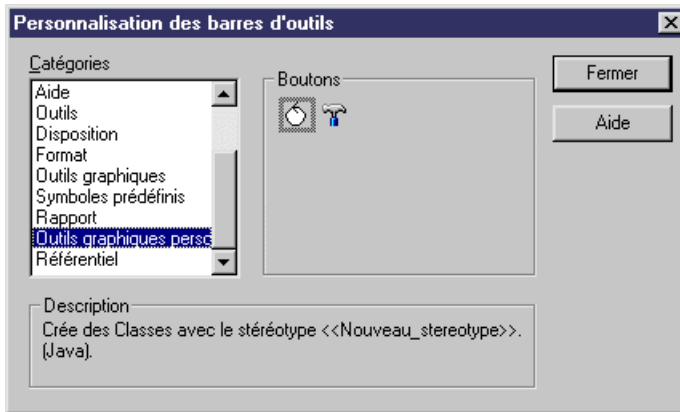 Personnalisation des barres d'outils
Catégories
Aide
Outils
Disposition
Format
Outils graphiques
Symboles prédéfinis
Rapport
Outils graphiques perso
Référentiel
Boutons
Fermer
Aide
Description
Crée des Classes avec le stéréotype <<Nouveau_stereotype>>.
(Java).